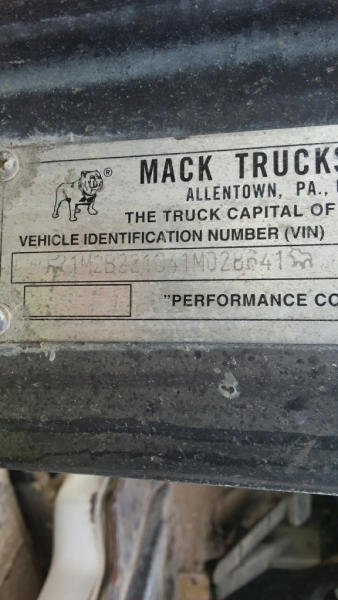 ®
MACK TRUCKS
ALLENTOWN, PA.,
THE TRUCK CAPITAL OF
VEHICLE IDENTIFICATION NUMBER (VIN)
"PERFORMANCE CO